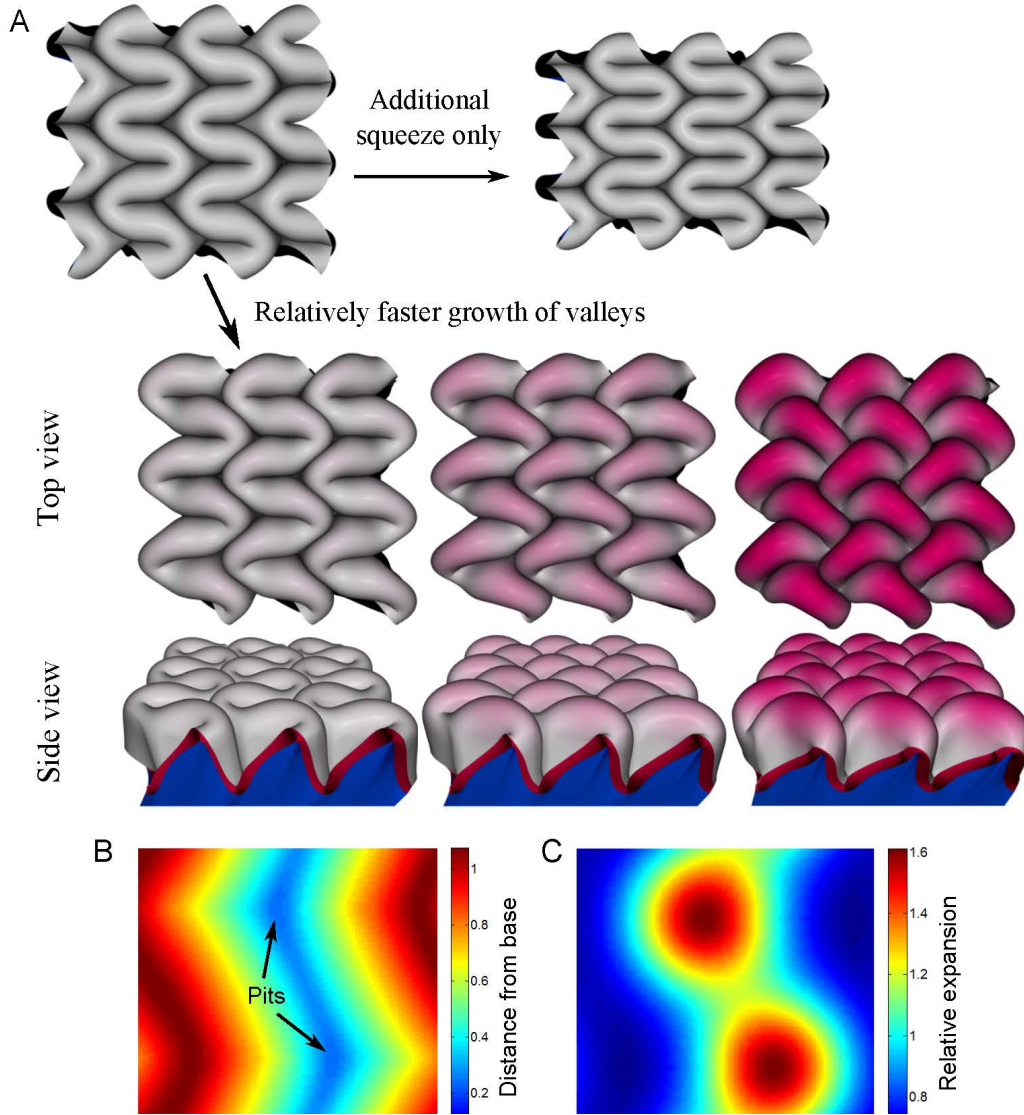 A
Additional
squeeze only
Relatively faster growth of valleys
Top view
Side view
B
Pits
1
0.8
0.6
0.4
0.2
Distance from base
C
1.6
1.4
1.2
1
0.8
Relative expansion